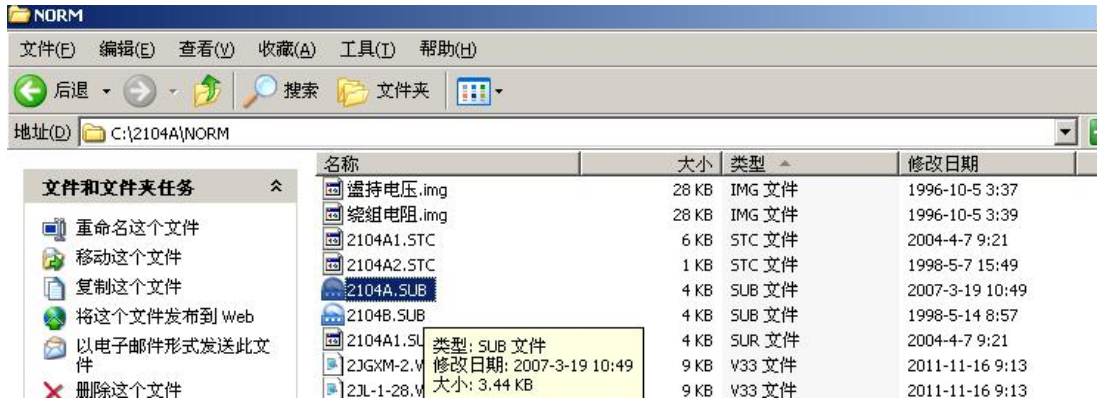 NORM
文件(F) 编辑(E) 查看(V) 收藏(A) 工具(I) 帮助(H)
后退 搜索 文件夹
地址(D) C:\2104A\NORM
名称 大小 类型 修改日期
文件和文件夹任务
重命名这个文件
移动这个文件
复制这个文件
将这个文件发布到 Web
以电子邮件形式发送此文
件
删除这个文件
持电压.img 28 KB IMG 文件 1996-10-5 3:37
绕组电阻.img 28 KB IMG 文件 1996-10-5 3:39
2104A1.STC 6 KB STC 文件 2004-4-7 9:21
2104A2.STC 1 KB STC 文件 1998-5-7 15:49
2104A.SUB 4 KB SUB 文件 2007-3-19 10:49
2104B.SUB 4 KB SUB 文件 1998-5-14 8:57
2104A1.SU 4 KB SUR 文件 2004-4-7 9:21
2JGXM-2.V 9 KB V33 文件 2011-11-16 9:13
2JL-1-28.V 9 KB V33 文件 2011-11-16 9:13
类型: SUB 文件
修改日期: 2007-3-19 10:49
大小: 3.44 KB